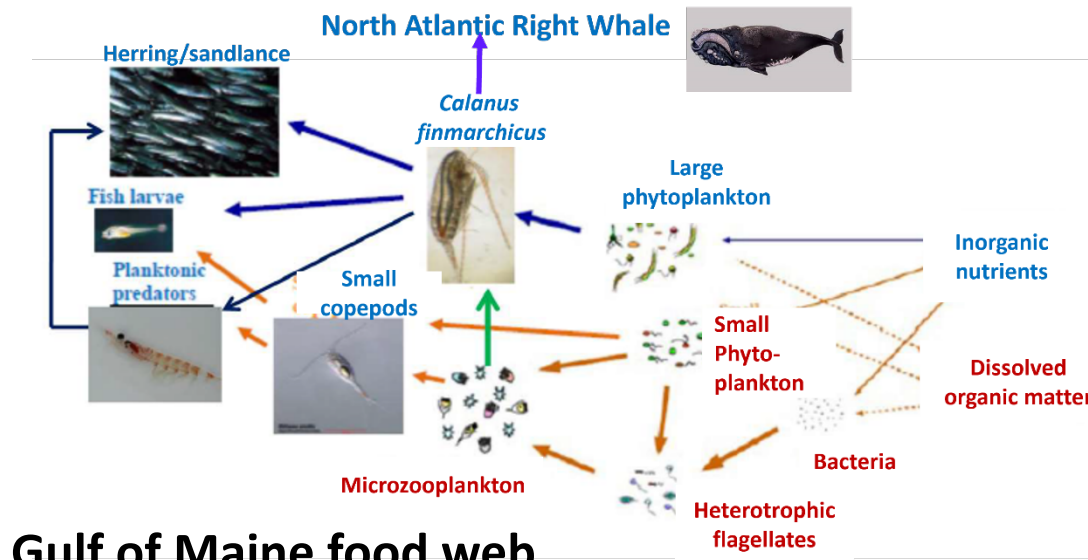 North Atlantic Right Whale
Herring/sandlance
Calanus
finmarchicus
Large
phytoplankton
Fish larvae
Inorganic
nutrients
Planktonic
predators
Small
copepods
Small
Phyto-
plankton
Dissolved
organic matter
Bacteria
Microzooplankton
Heterotrophic
flagellates
Gulf of Maine food web